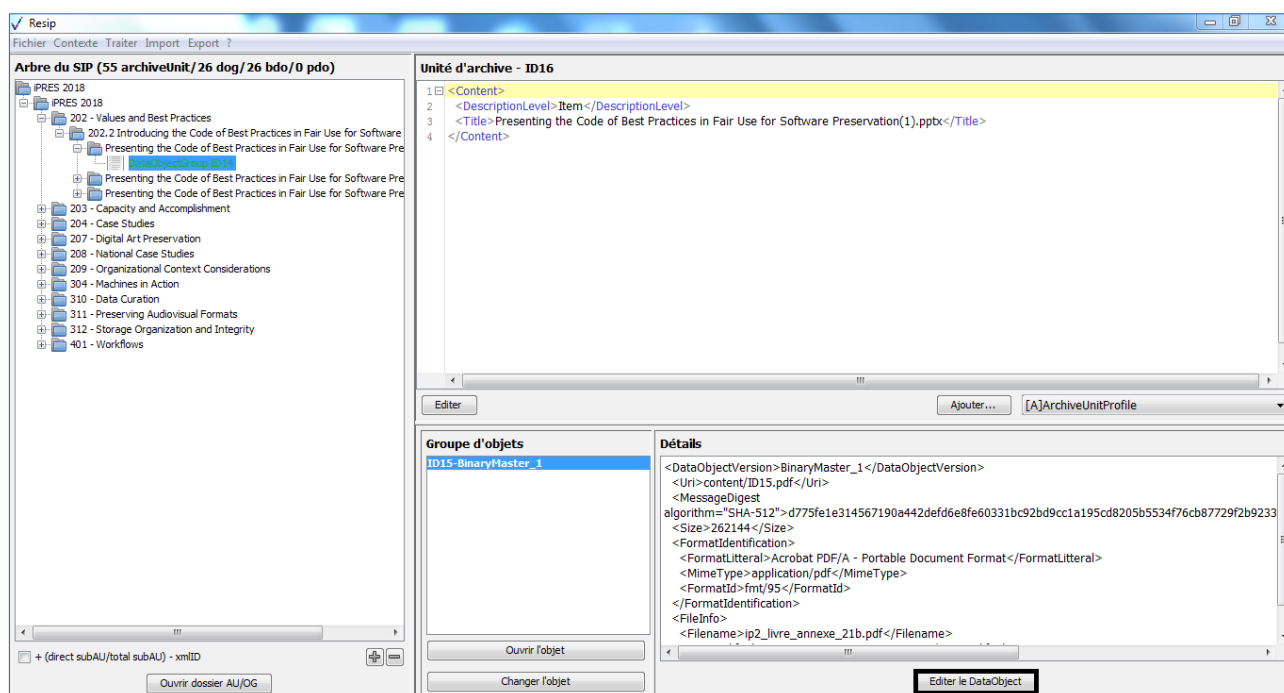 Resip
Fichier Contexte Traiter Import Export ?
Arbre du SIP (55 archiveUnit/26 dog/26 bdo/0 pdo)
iPRES 2018
iPRES 2018
202 - Values and Best Practices
202.2 Introducing the Code of Best Practices in Fair Use for Software
Presenting the Code of Best Practices in Fair Use for Software Pre
DataObjectGroup ID14
Presenting the Code of Best Practices in Fair Use for Software Pre
Presenting the Code of Best Practices in Fair Use for Software Pre
203 - Capacity and Accomplishment
204 - Case Studies
207 - Digital Art Preservation
208 - National Case Studies
209 - Organizational Context Considerations
304 - Machines in Action
310 - Data Curation
311 - Preserving Audiovisual Formats
312 - Storage Organization and Integrity
401 - Workflows
+ (direct subAU/total subAU) - xmlID
Ouvrir dossier AU/OG
Unité d'archive - ID16
1 <Content>
2 <DescriptionLevel>Item</DescriptionLevel>
3 <Title>Presenting the Code of Best Practices in Fair Use for Software Preservation(1).pptx</Title>
4 </Content>
Editer
Ajouter...
[A]ArchiveUnitProfile
Groupe d'objets
ID15-BinaryMaster_1
Ouvrir l'objet
Changer l'objet
Détails
<DataObjectVersion>BinaryMaster_1</DataObjectVersion>
<Uri>content/ID15.pdf</Uri>
<MessageDigest
algorithm="SHA-512">d775fe1e314567190a442defd6e8fe60331bc92bd9cc1a195cd8205b5534f76cb87729f2b9233
<Size>262144</Size>
<FormatIdentification>
<FormatLitteral>Acrobat PDF/A - Portable Document Format</FormatLitteral>
<MimeType>application/pdf</MimeType>
<FormatId>fmt/95</FormatId>
</FormatIdentification>
<FileInfo>
<Filename>ip2_livre_annexe_21b.pdf</Filename>
Editer le DataObject